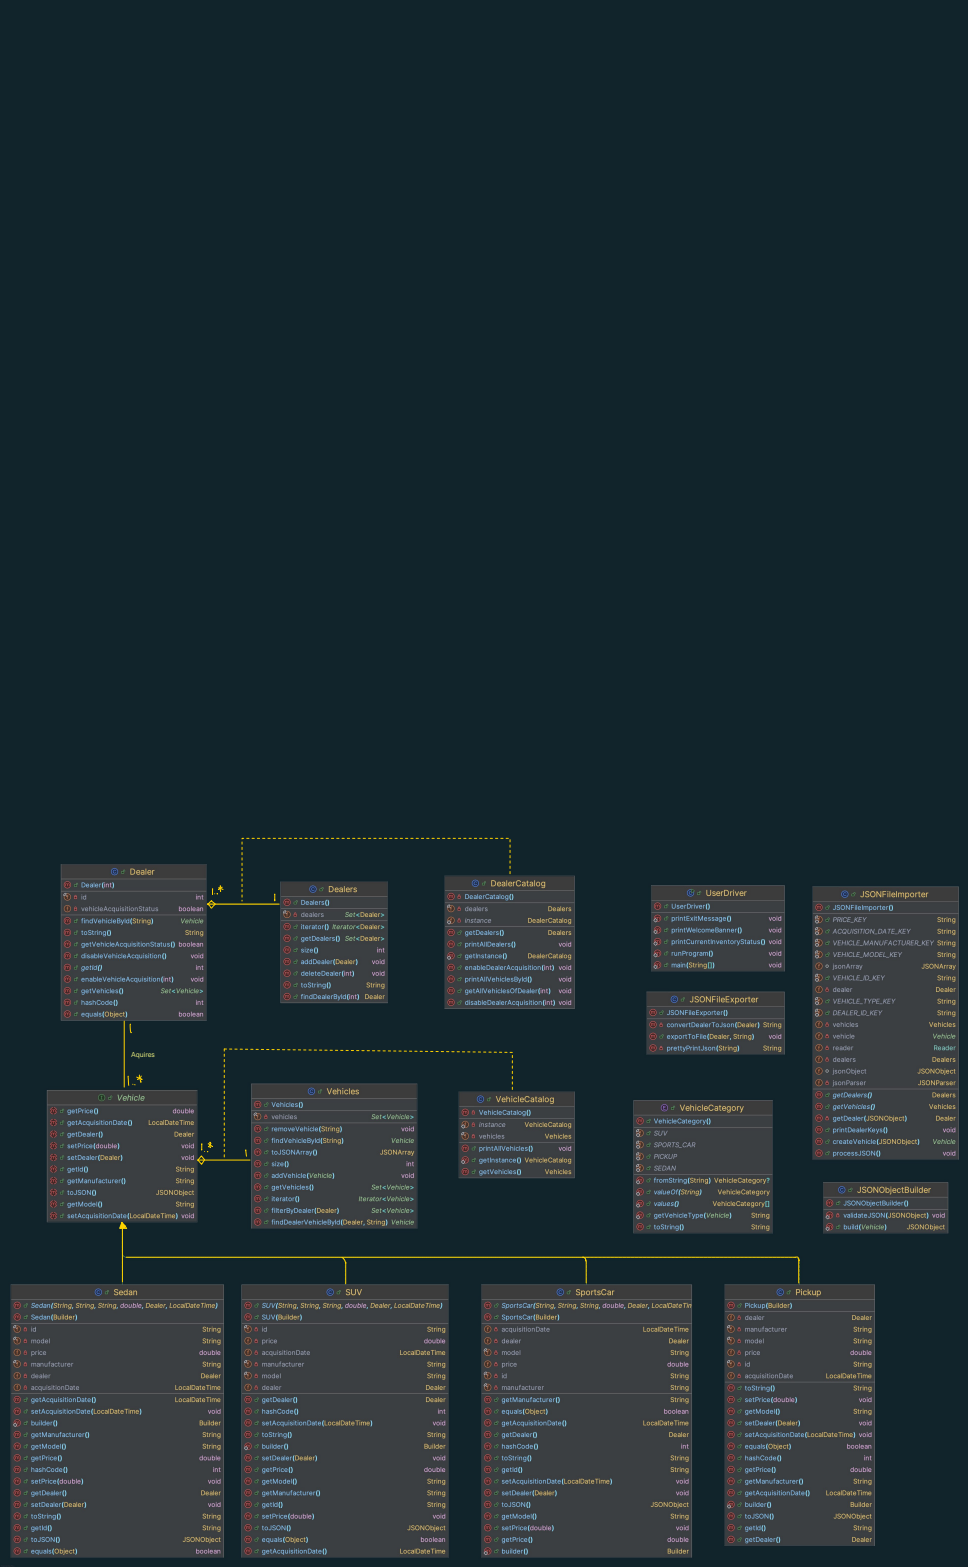 Dealer
Dealer(int)
id int
vehicleAcquisitionStatus boolean
findVehicleById(String) Vehicle
toString() String
getVehicleAcquisitionStatus() boolean
disableVehicleAcquisition() void
getId() int
enableVehicleAcquisition(int) void
getVehicles() Set<Vehicle>
hashCode() int
equals(Object) boolean
1..*
1
Dealers
Dealers()
dealers Set<Dealer>
iterator() Iterator<Dealer>
getDealers() Set<Dealer>
size() int
addDealer(Dealer) void
deleteDealer(int) void
toString() String
findDealerById(int) Dealer
DealerCatalog
DealerCatalog()
dealers Dealers
instance DealerCatalog
getDealers() Dealers
printAllDealers() void
getInstance() DealerCatalog
enableDealerAcquisition(int) void
printAllVehiclesById() void
getAllVehiclesOfDealer(int) void
disableDealerAcquisition(int) void
UserDriver
UserDriver()
printExitMessage() void
printWelcomeBanner() void
printCurrentInventoryStatus() void
runProgram() void
main(String[]) void
JSONFileImporter
JSONFileImporter()
PRICE_KEY String
ACQUISITION_DATE_KEY String
VEHICLE_MANUFACTURER_KEY String
VEHICLE_MODEL_KEY String
jsonArray JSONArray
VEHICLE_ID_KEY String
dealer Dealer
VEHICLE_TYPE_KEY String
DEALER_ID_KEY String
vehicles Vehicles
vehicle Vehicle
reader Reader
dealers Dealers
jsonObject JSONObject
jsonParser JSONParser
getDealers() Dealers
getVehicles() Vehicles
getDealer(JSONObject) Dealer
printDealerKeys() void
createVehicle(JSONObject) Vehicle
processJSON() void
JSONFileExporter
JSONFileExporter()
convertDealerToJson(Dealer) String
exportToFile(Dealer, String) void
prettyPrintJson(String) String
1
Aquires
1..*
Vehicle
getPrice() double
getAcquisitionDate() LocalDateTime
getDealer() Dealer
setPrice(double) void
setDealer(Dealer) void
getId() String
getManufacturer() String
toJSON() JSONObject
getModel() String
setAcquisitionDate(LocalDateTime) void
1..*
1
Vehicles
Vehicles()
vehicles Set<Vehicle>
removeVehicle(String) void
findVehicleById(String) Vehicle
toJSONArray() JSONArray
size() int
addVehicle(Vehicle) void
getVehicles() Set<Vehicle>
iterator() Iterator<Vehicle>
filterByDealer(Dealer) Set<Vehicle>
findDealerVehicleById(Dealer, String) Vehicle
VehicleCatalog
VehicleCatalog()
instance VehicleCatalog
vehicles Vehicles
printAllVehicles() void
getInstance() VehicleCatalog
getVehicles() Vehicles
VehicleCategory
VehicleCategory()
SUV
SPORTS_CAR
PICKUP
SEDAN
fromString(String) VehicleCategory?
valueOf(String) VehicleCategory
values() VehicleCategory[]
getVehicleType(Vehicle) String
toString() String
JSONObjectBuilder
JSONObjectBuilder()
validateJSON(JSONObject) void
build(Vehicle) JSONObject
Sedan
Sedan(String, String, String, double, Dealer, LocalDateTime)
Sedan(Builder)
id String
model String
price double
manufacturer String
dealer Dealer
acquisitionDate LocalDateTime
getAcquisitionDate() LocalDateTime
setAcquisitionDate(LocalDateTime) void
builder() Builder
getManufacturer() String
getModel() String
getPrice() double
hashCode() int
setPrice(double) void
getDealer() Dealer
setDealer(Dealer) void
toString() String
getId() String
toJSON() JSONObject
equals(Object) boolean
SUV
SUV(String, String, String, double, Dealer, LocalDateTime)
SUV(Builder)
id String
price double
acquisitionDate LocalDateTime
manufacturer String
model String
dealer Dealer
getDealer() Dealer
hashCode() int
setAcquisitionDate(LocalDateTime) void
toString() String
builder() Builder
setDealer(Dealer) void
getPrice() double
getModel() String
getManufacturer() String
getId() String
setPrice(double) void
toJSON() JSONObject
equals(Object) boolean
getAcquisitionDate() LocalDateTime
SportsCar
SportsCar(String, String, String, double, Dealer, LocalDateTin
SportsCar(Builder)
acquisitionDate LocalDateTime
dealer Dealer
model String
price double
id String
manufacturer String
getManufacturer() String
equals(Object) boolean
getAcquisitionDate() LocalDateTime
getDealer() Dealer
hashCode() int
toString() String
getId() String
setAcquisitionDate(LocalDateTime) void
setDealer(Dealer) void
toJSON() JSONObject
getModel() String
setPrice(double) void
getPrice() double
builder() Builder
Pickup
Pickup(Builder)
dealer Dealer
manufacturer String
model String
price double
id String
acquisitionDate LocalDateTime
toString() String
setPrice(double) void
getModel() String
setDealer(Dealer) void
setAcquisitionDate(LocalDateTime) void
equals(Object) boolean
hashCode() int
getPrice() double
getManufacturer() String
getAcquisitionDate() LocalDateTime
builder() Builder
toJSON() JSONObject
getId() String
getDealer() Dealer